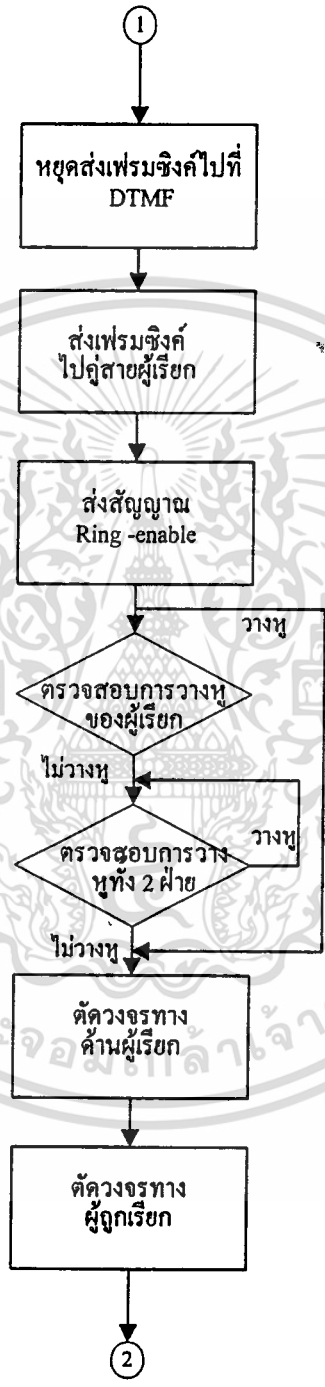 1
หยุดส่งเฟรมซิงค์ไปที่
DTMF
ส่งเฟรมซิงค์
ไปคู่สายผู้เรียก
ส่งสัญญาณ
Ring -enable
วางหู
ตรวจสอบการวางหู
ของผู้เรียก
ไม่วางหู
วางหู
ตรวจสอบการวาง
หูทั้ง 2 ฝ่าย
ไม่วางหู
ตัดวงจรทาง
ด้านผู้เรียก
ตัดวงจรทาง
ผู้ถูกเรียก
2